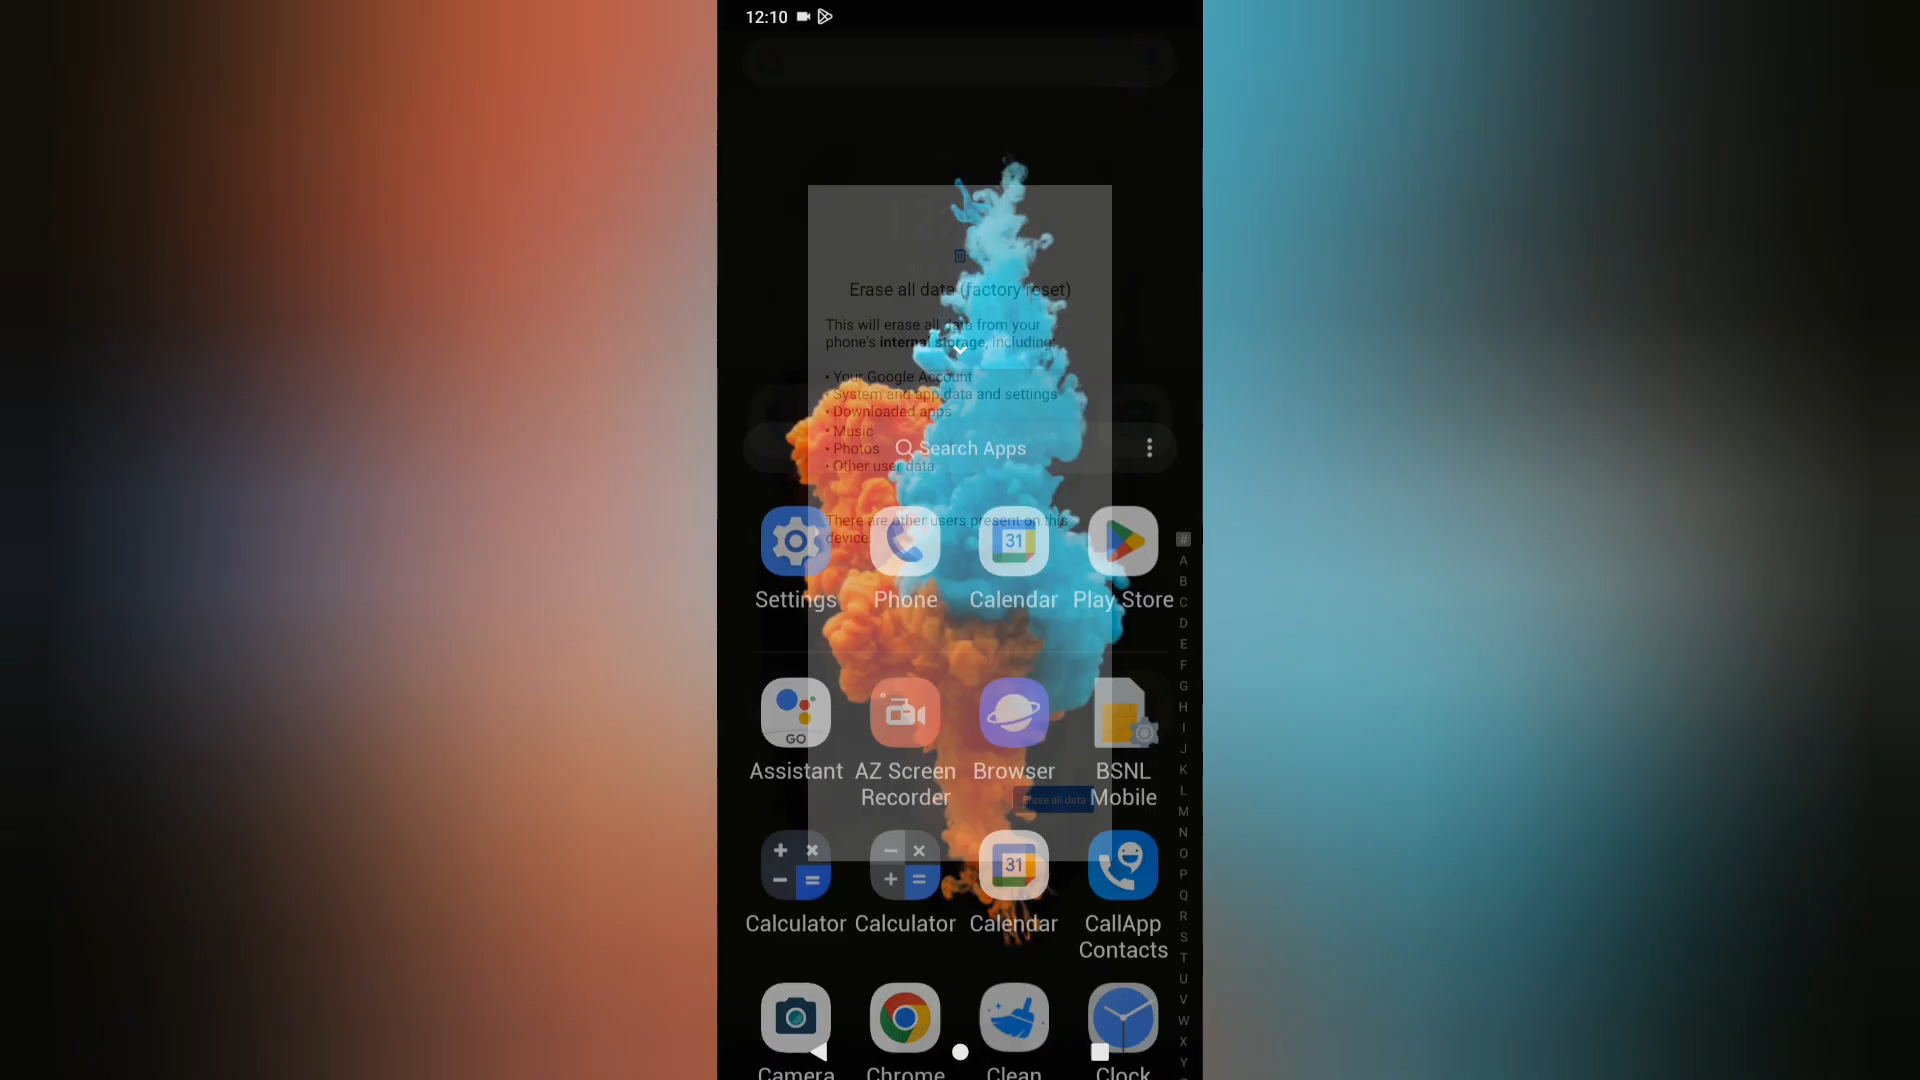 12:10
Erase all data (factory reset)
This will erase all data from your
phone's internal storage, including:
• Your Google Account
• System and app data and settings
• Downloaded apps
• Music
• Photos
• Other user data
Search Apps
There are other users present on this
device.
31
Settings Phone Calendar Play Store
#
A
B
C
D
E
F
G
H
I
J
K
L
M
N
O
P
Q
R
S
T
U
V
W
X
Y
GO
Assistant AZ Screen Recorder Browser BSNL Mobile
Erase all data
31
Calculator Calculator Calendar CallApp Contacts
Camera Chrome Clean Clock